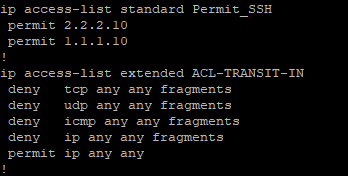 ip access-list standard Permit_SSH
 permit 2.2.2.10
 permit 1.1.1.10
!
ip access-list extended ACL-TRANSIT-IN
 deny   tcp any any fragments
 deny   udp any any fragments
 deny   icmp any any fragments
 deny   ip any any fragments
 permit ip any any
!